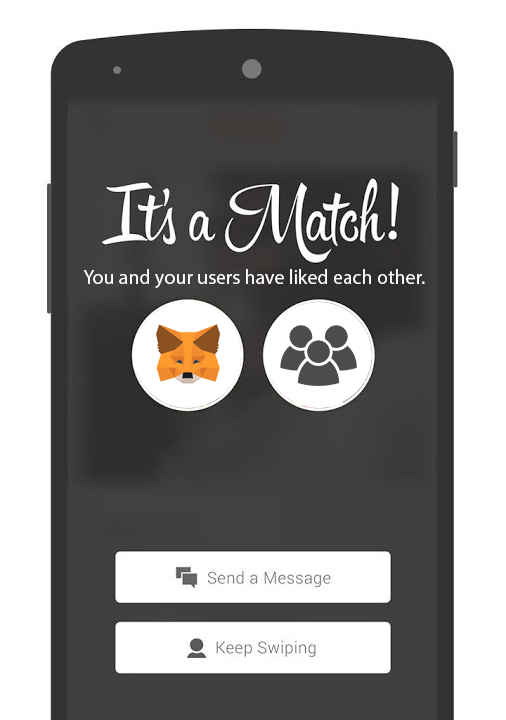 It's a Match!
You and your users have liked each other.
Send a Message
Keep Swiping